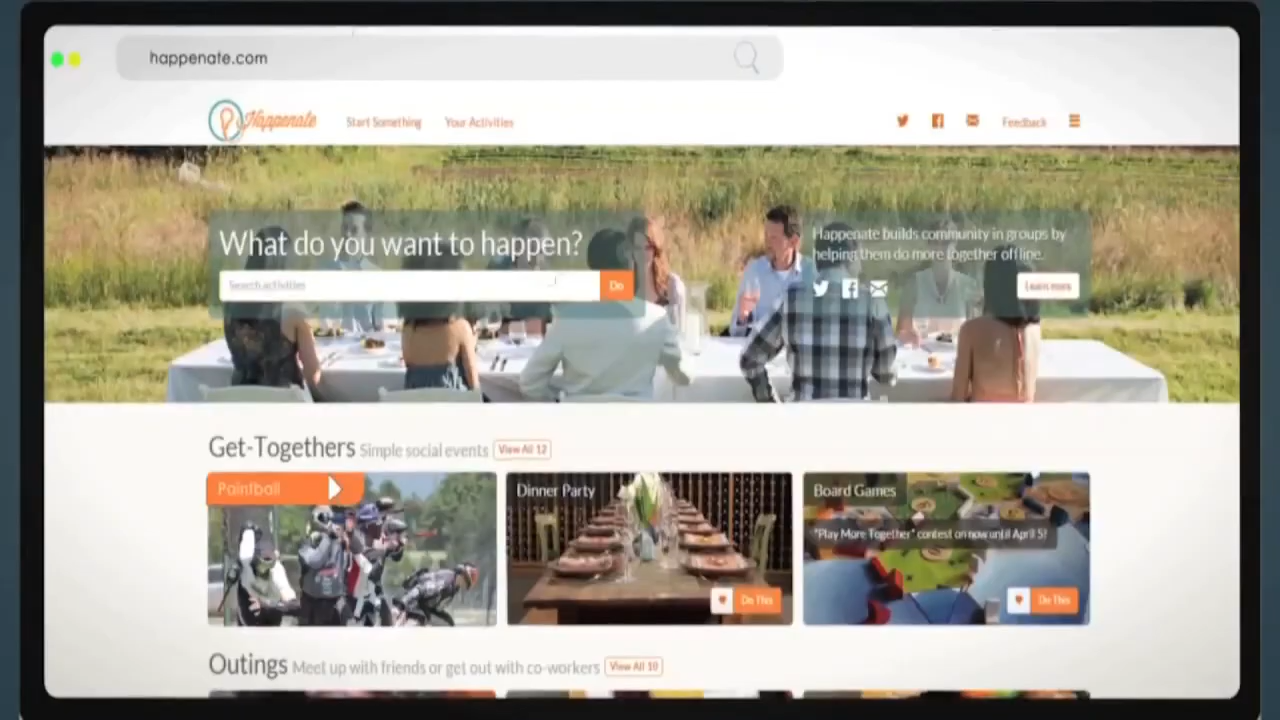 happenate.com
Happenate Start Something Your Activities Feedback
What do you want to happen?
Search activities Do
Happenate builds community in groups by
helping them do more together offline.
Learn more
Get-Togethers Simple social events View All 12
Paintball
Dinner Party
Board Games
"Play More Together" contest on now until April 5!
Do This
Do This
Outings Meet up with friends or get out with co-workers View All 10